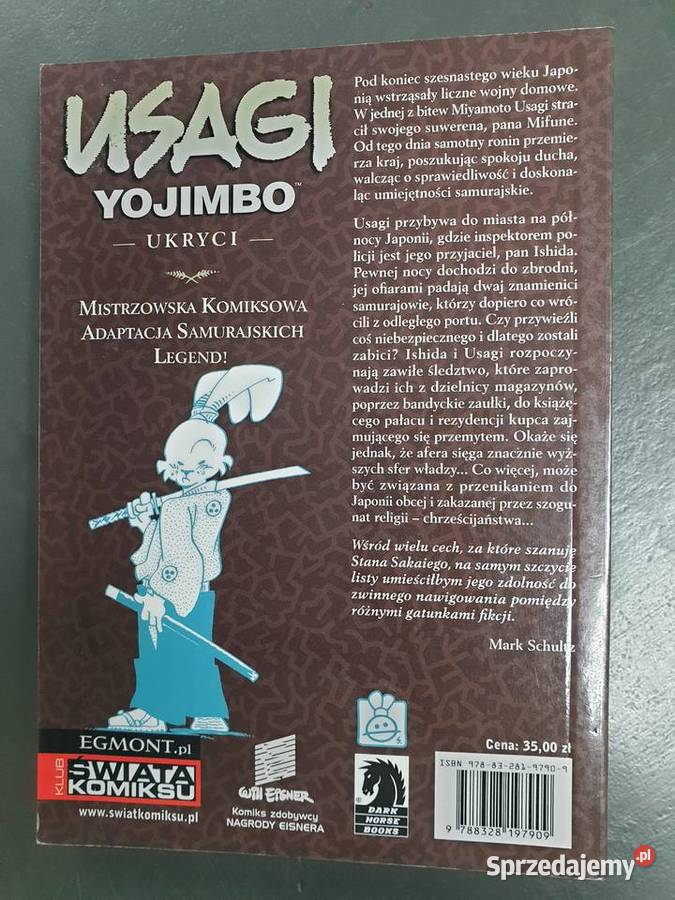 USAGI
YOJIMBO™
— UKRYCI —
MISTRZOWSKA KOMIKSOWA
ADAPTACJA SAMURAJSKICH
LEGEND!
Pod koniec szesnastego wieku Japo-
nią wstrząsały liczne wojny domowe.
W jednej z bitew Miyamoto Usagi stra-
cił swojego suwerena, pana Mifune.
Od tego dnia samotny ronin przemie-
rza kraj, poszukując spokoju ducha,
walcząc o sprawiedliwość i doskona-
ląc umiejętności samurajskie.
Usagi przybywa do miasta na pół-
nocy Japonii, gdzie inspektorem po-
licji jest jego przyjaciel, pan Ishida.
Pewnej nocy dochodzi do zbrodni,
jej ofiarami padają dwaj znamienici
samurajowie, którzy dopiero co wró-
cili z odległego portu. Czy przywieźli
coś niebezpiecznego i dlatego zostali
zabici? Ishida i Usagi rozpoczy-
nają zawiłe śledztwo, które zapro-
wadzi ich z dzielnicy magazynów,
poprzez bandyckie zaułki, do książę-
cego pałacu i rezydencji kupca zaj-
mującego się przemytem. Okaże się
jednak, że afera sięga znacznie wyż-
szych sfer władzy... Co więcej, może
być związana z przenikaniem do
Japonii obcej i zakazanej przez szogu-
nat religii – chrześcijaństwa...
Wśród wielu cech, za które szanuję
Stana Sakaiego, na samym szczycie
listy umieściłbym jego zdolność do
zwinnego nawigowania pomiędzy
różnymi gatunkami fikcji.
Mark Schultz
EGMONT.pl
KLUB
ŚWIATA
KOMIKSU
www.swiatkomiksu.pl
WILL EISNER
Komiks zdobywcy
NAGRODY EISNERA
S.
DARK
HORSE
BOOKS
Cena: 35,00 zł
ISBN 978-83-281-9790-9
9 788328 197909
Sprzedajemy.pl